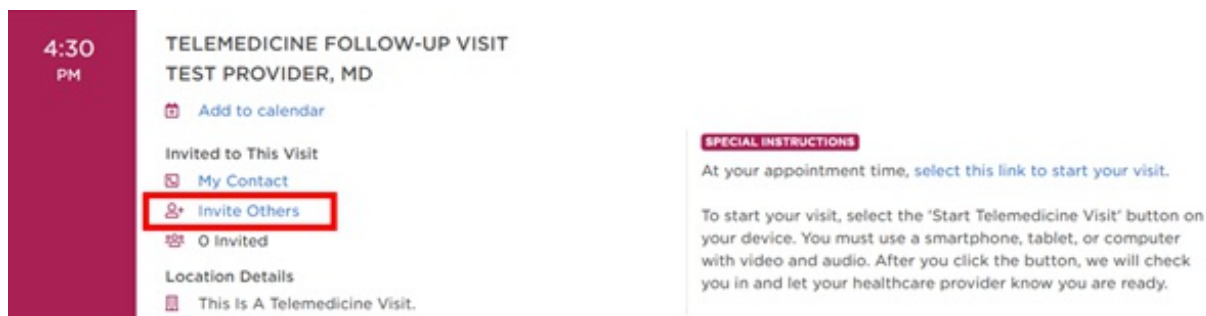 4:30
PM
TELEMEDICINE FOLLOW-UP VISIT
TEST PROVIDER, MD
Add to calendar
Invited to This Visit
My Contact
Invite Others
0 Invited
Location Details
This Is A Telemedicine Visit.
SPECIAL INSTRUCTIONS
At your appointment time, select this link to start your visit.
To start your visit, select the 'Start Telemedicine Visit' button on
your device. You must use a smartphone, tablet, or computer
with video and audio. After you click the button, we will check
you in and let your healthcare provider know you are ready.